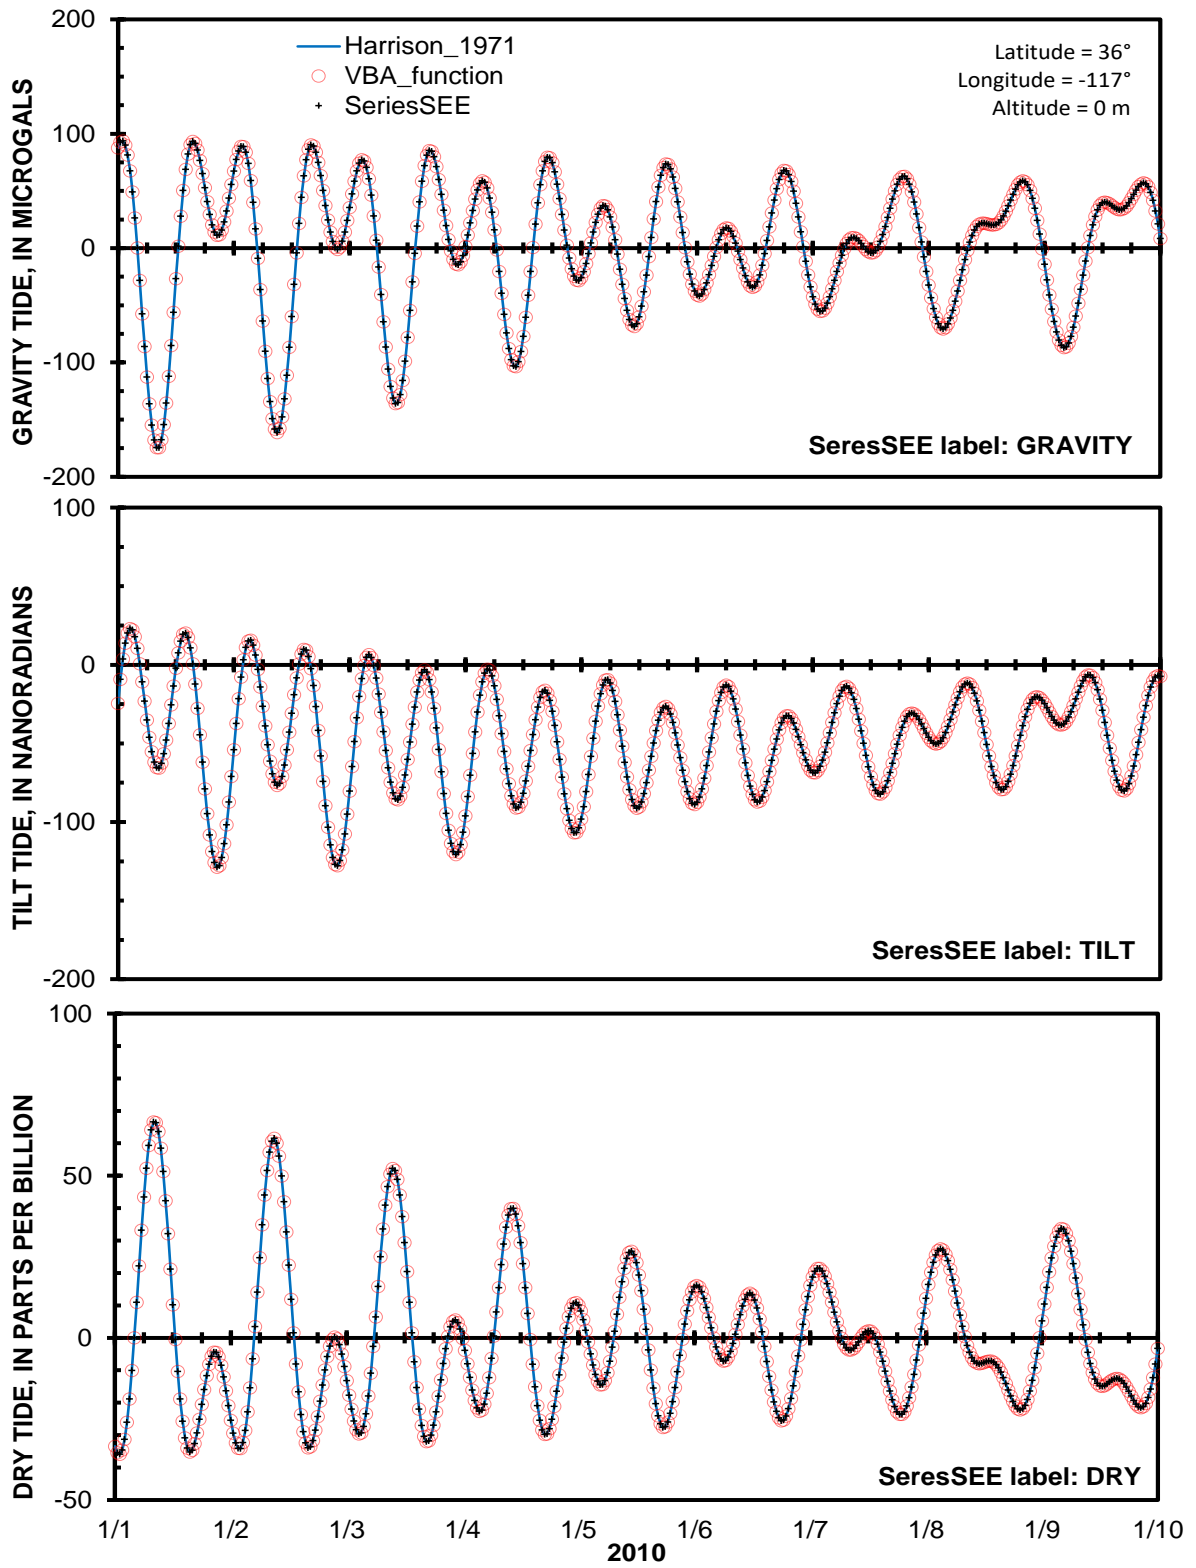 200
100
0
-100
-200
GRAVITY TIDE, IN MICROGALS
Harrison_1971
VBA_function
SeriesSEE
Latitude = 36°
Longitude = -117°
Altitude = 0 m
SeresSEE label: GRAVITY
100
0
-100
-200
TILT TIDE, IN NANORADIANS
SeresSEE label: TILT
100
50
0
-50
DRY TIDE, IN PARTS PER BILLION
SeresSEE label: DRY
1/1 1/2 1/3 1/4 1/5 1/6 1/7 1/8 1/9 1/10
2010